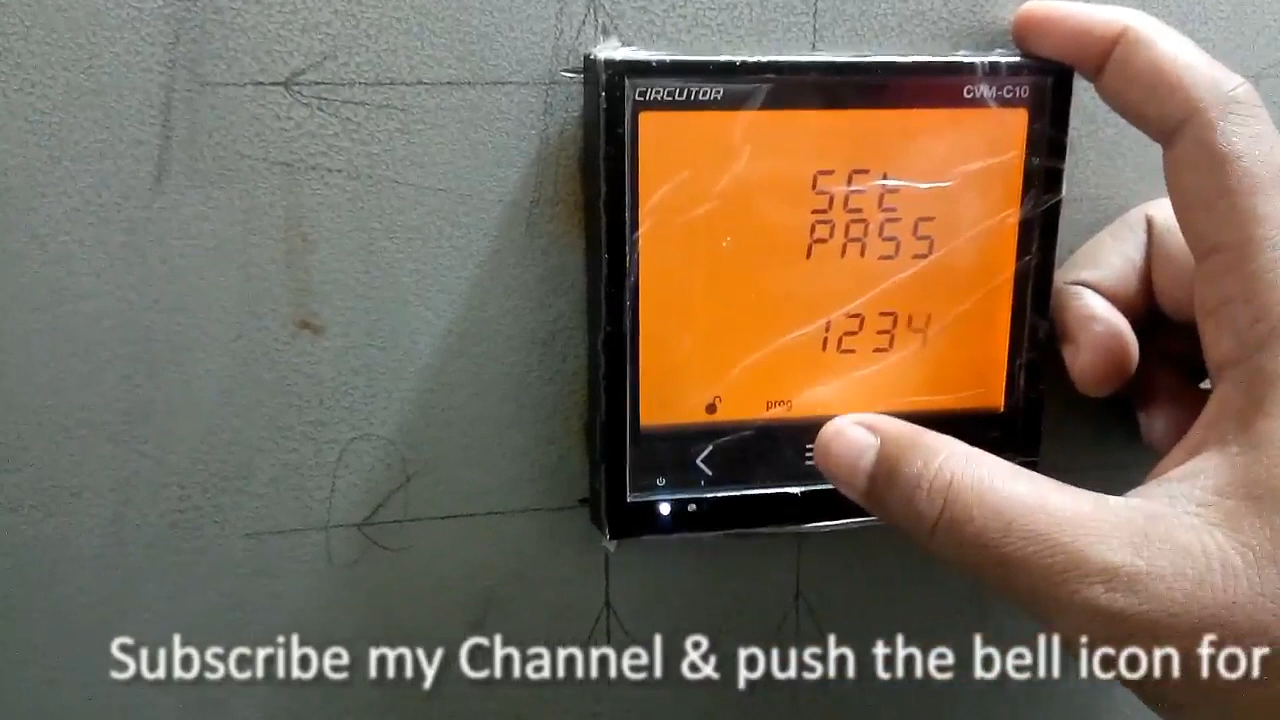 CIRCUTOR CVM-C10
SEt
PASS
1234
prog
Subscribe my Channel & push the bell icon for